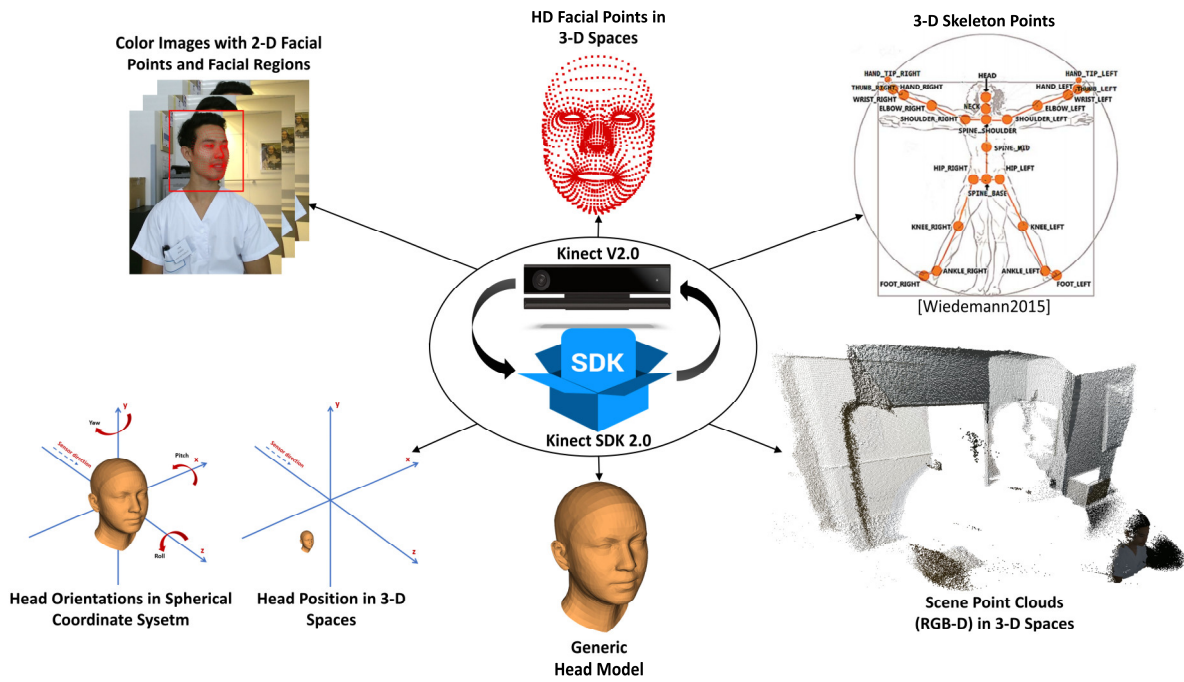 Color Images with 2-D Facial
Points and Facial Regions
HD Facial Points in
3-D Spaces
3-D Skeleton Points
HAND_TIP_RIGHT
HEAD
HAND_TIP_LEFT
THUMB_RIGHT
HAND_RIGHT
HAND_LEFT
THUMB_LEFT
WRIST_RIGHT
NECK
WRIST_LEFT
ELBOW_RIGHT
ELBOW_LEFT
SHOULDER_RIGHT
SHOULDER_LEFT
SPINE_SHOULDER
SPINE_MID
HIP_RIGHT
HIP_LEFT
SPINE_BASE
KNEE_RIGHT
KNEE_LEFT
ANKLE_RIGHT
ANKLE_LEFT
FOOT_RIGHT
FOOT_LEFT
[Wiedemann2015]
Kinect V2.0
SDK
Kinect SDK 2.0
y
Yaw
Sensor direction
x
Pitch
z
Roll
Head Orientations in Spherical
Coordinate Sysetm
y
Sensor direction
x
z
Head Position in 3-D
Spaces
Generic
Head Model
Scene Point Clouds
(RGB-D) in 3-D Spaces